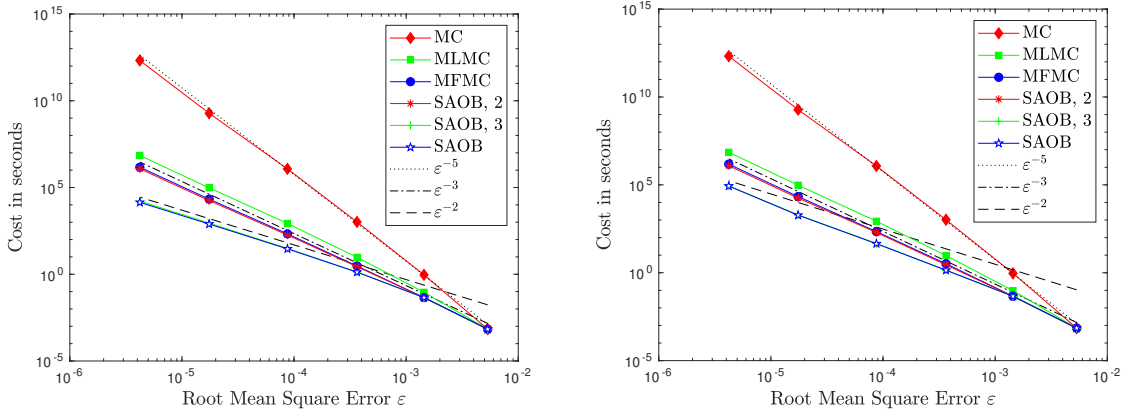 10^15
10^10
10^5
10^0
10^-5
Cost in seconds
10^-6
10^-5
10^-4
10^-3
10^-2
Root Mean Square Error ε
MC
MLMC
MFMC
SAOB, 2
SAOB, 3
SAOB
ε^-5
ε^-3
ε^-2
10^15
10^10
10^5
10^0
10^-5
Cost in seconds
10^-6
10^-5
10^-4
10^-3
10^-2
Root Mean Square Error ε
MC
MLMC
MFMC
SAOB, 2
SAOB, 3
SAOB
ε^-5
ε^-3
ε^-2